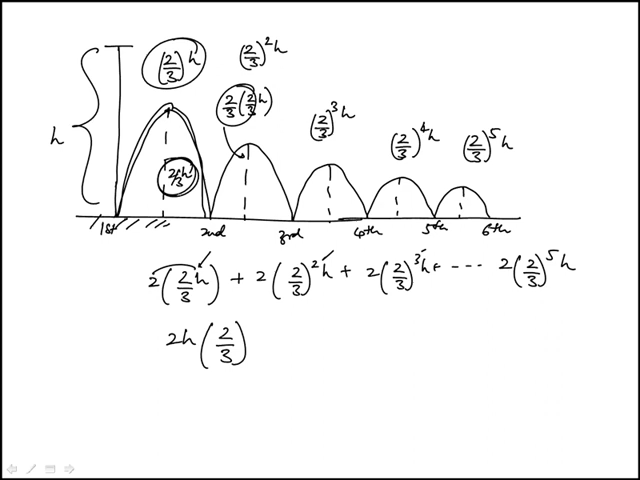 (2/3)h (2/3)^2 h
h 2/3(2/3 h) (2/3)^3 h (2/3)^4 h (2/3)^5 h
2/3 h
1st 2nd 3rd 4th 5th 6th
2(2/3 h) + 2(2/3)^2 h + 2(2/3)^3 h + ---- 2(2/3)^5 h
2h(2/3)